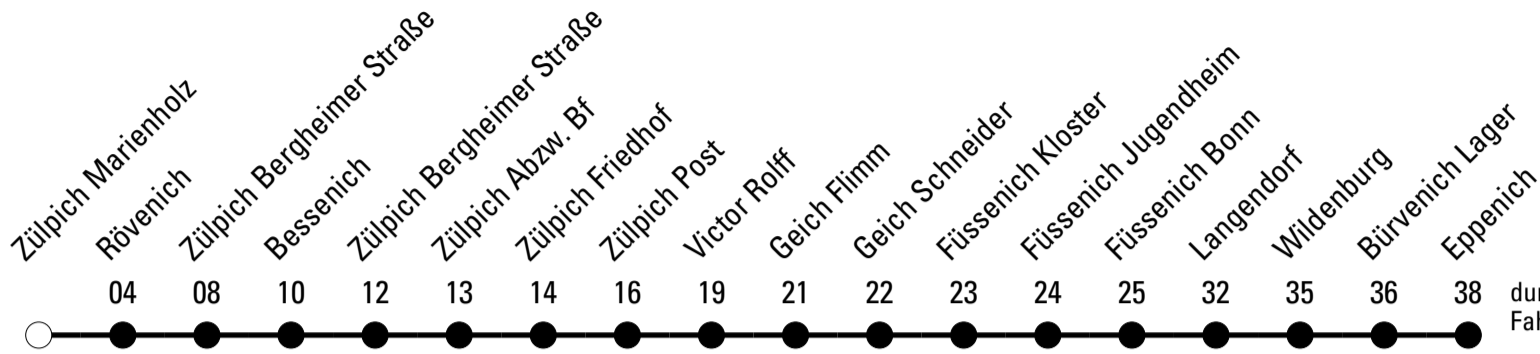 Zülpich Marienholz
Rövenich
Zülpich Bergheimer Straße
Bessenich
Zülpich Bergheimer Straße
Zülpich Abzw. Bf
Zülpich Friedhof
Zülpich Post
Victor Rolff
Geich Flimm
Geich Schneider
Füssenich Kloster
Füssenich Jugendheim
Füssenich Bonn
Langendorf
Wildenburg
Bürvenich Lager
Eppenich
04 08 10 12 13 14 16 19 21 22 23 24 25 32 35 36 38